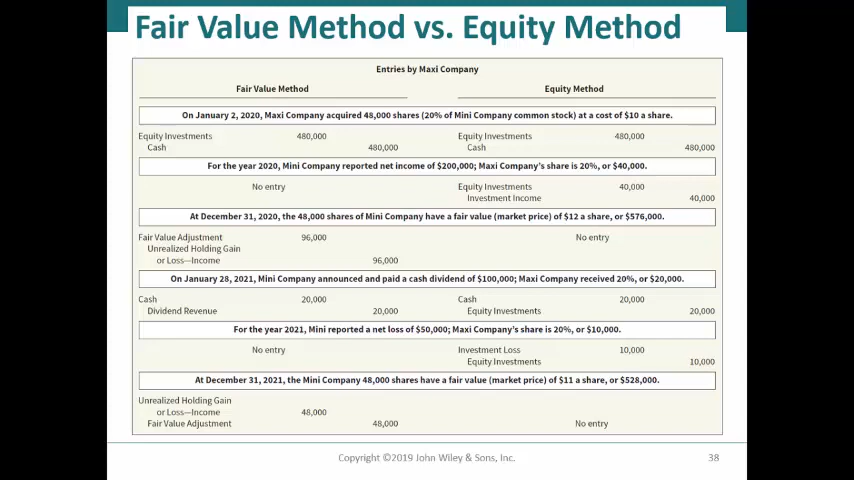 Fair Value Method vs. Equity Method
Entries by Maxi Company
Fair Value Method Equity Method
On January 2, 2020, Maxi Company acquired 48,000 shares (20% of Mini Company common stock) at a cost of $10 a share.
Equity Investments 480,000 Equity Investments 480,000
Cash 480,000 Cash 480,000
For the year 2020, Mini Company reported net income of $200,000; Maxi Company's share is 20%, or $40,000.
No entry Equity Investments 40,000
Investment Income 40,000
At December 31, 2020, the 48,000 shares of Mini Company have a fair value (market price) of $12 a share, or $576,000.
Fair Value Adjustment 96,000 No entry
Unrealized Holding Gain
or Loss—Income 96,000
On January 28, 2021, Mini Company announced and paid a cash dividend of $100,000; Maxi Company received 20%, or $20,000.
Cash 20,000 Cash 20,000
Dividend Revenue 20,000 Equity Investments 20,000
For the year 2021, Mini reported a net loss of $50,000; Maxi Company's share is 20%, or $10,000.
No entry Investment Loss 10,000
Equity Investments 10,000
At December 31, 2021, the Mini Company 48,000 shares have a fair value (market price) of $11 a share, or $528,000.
Unrealized Holding Gain
or Loss—Income 48,000
Fair Value Adjustment 48,000 No entry
Copyright ©2019 John Wiley & Sons, Inc. 38